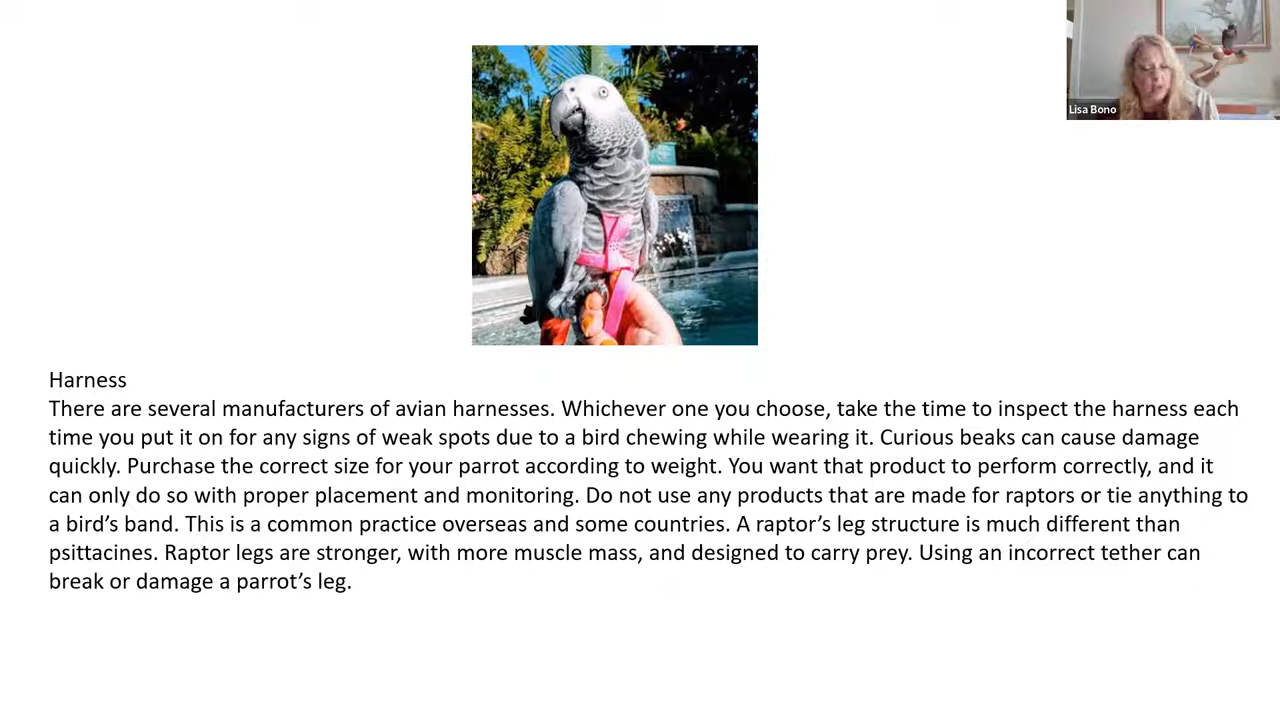 Lisa Bono
Harness
There are several manufacturers of avian harnesses. Whichever one you choose, take the time to inspect the harness each
time you put it on for any signs of weak spots due to a bird chewing while wearing it. Curious beaks can cause damage
quickly. Purchase the correct size for your parrot according to weight. You want that product to perform correctly, and it
can only do so with proper placement and monitoring. Do not use any products that are made for raptors or tie anything to
a bird’s band. This is a common practice overseas and some countries. A raptor’s leg structure is much different than
psittacines. Raptor legs are stronger, with more muscle mass, and designed to carry prey. Using an incorrect tether can
break or damage a parrot’s leg.